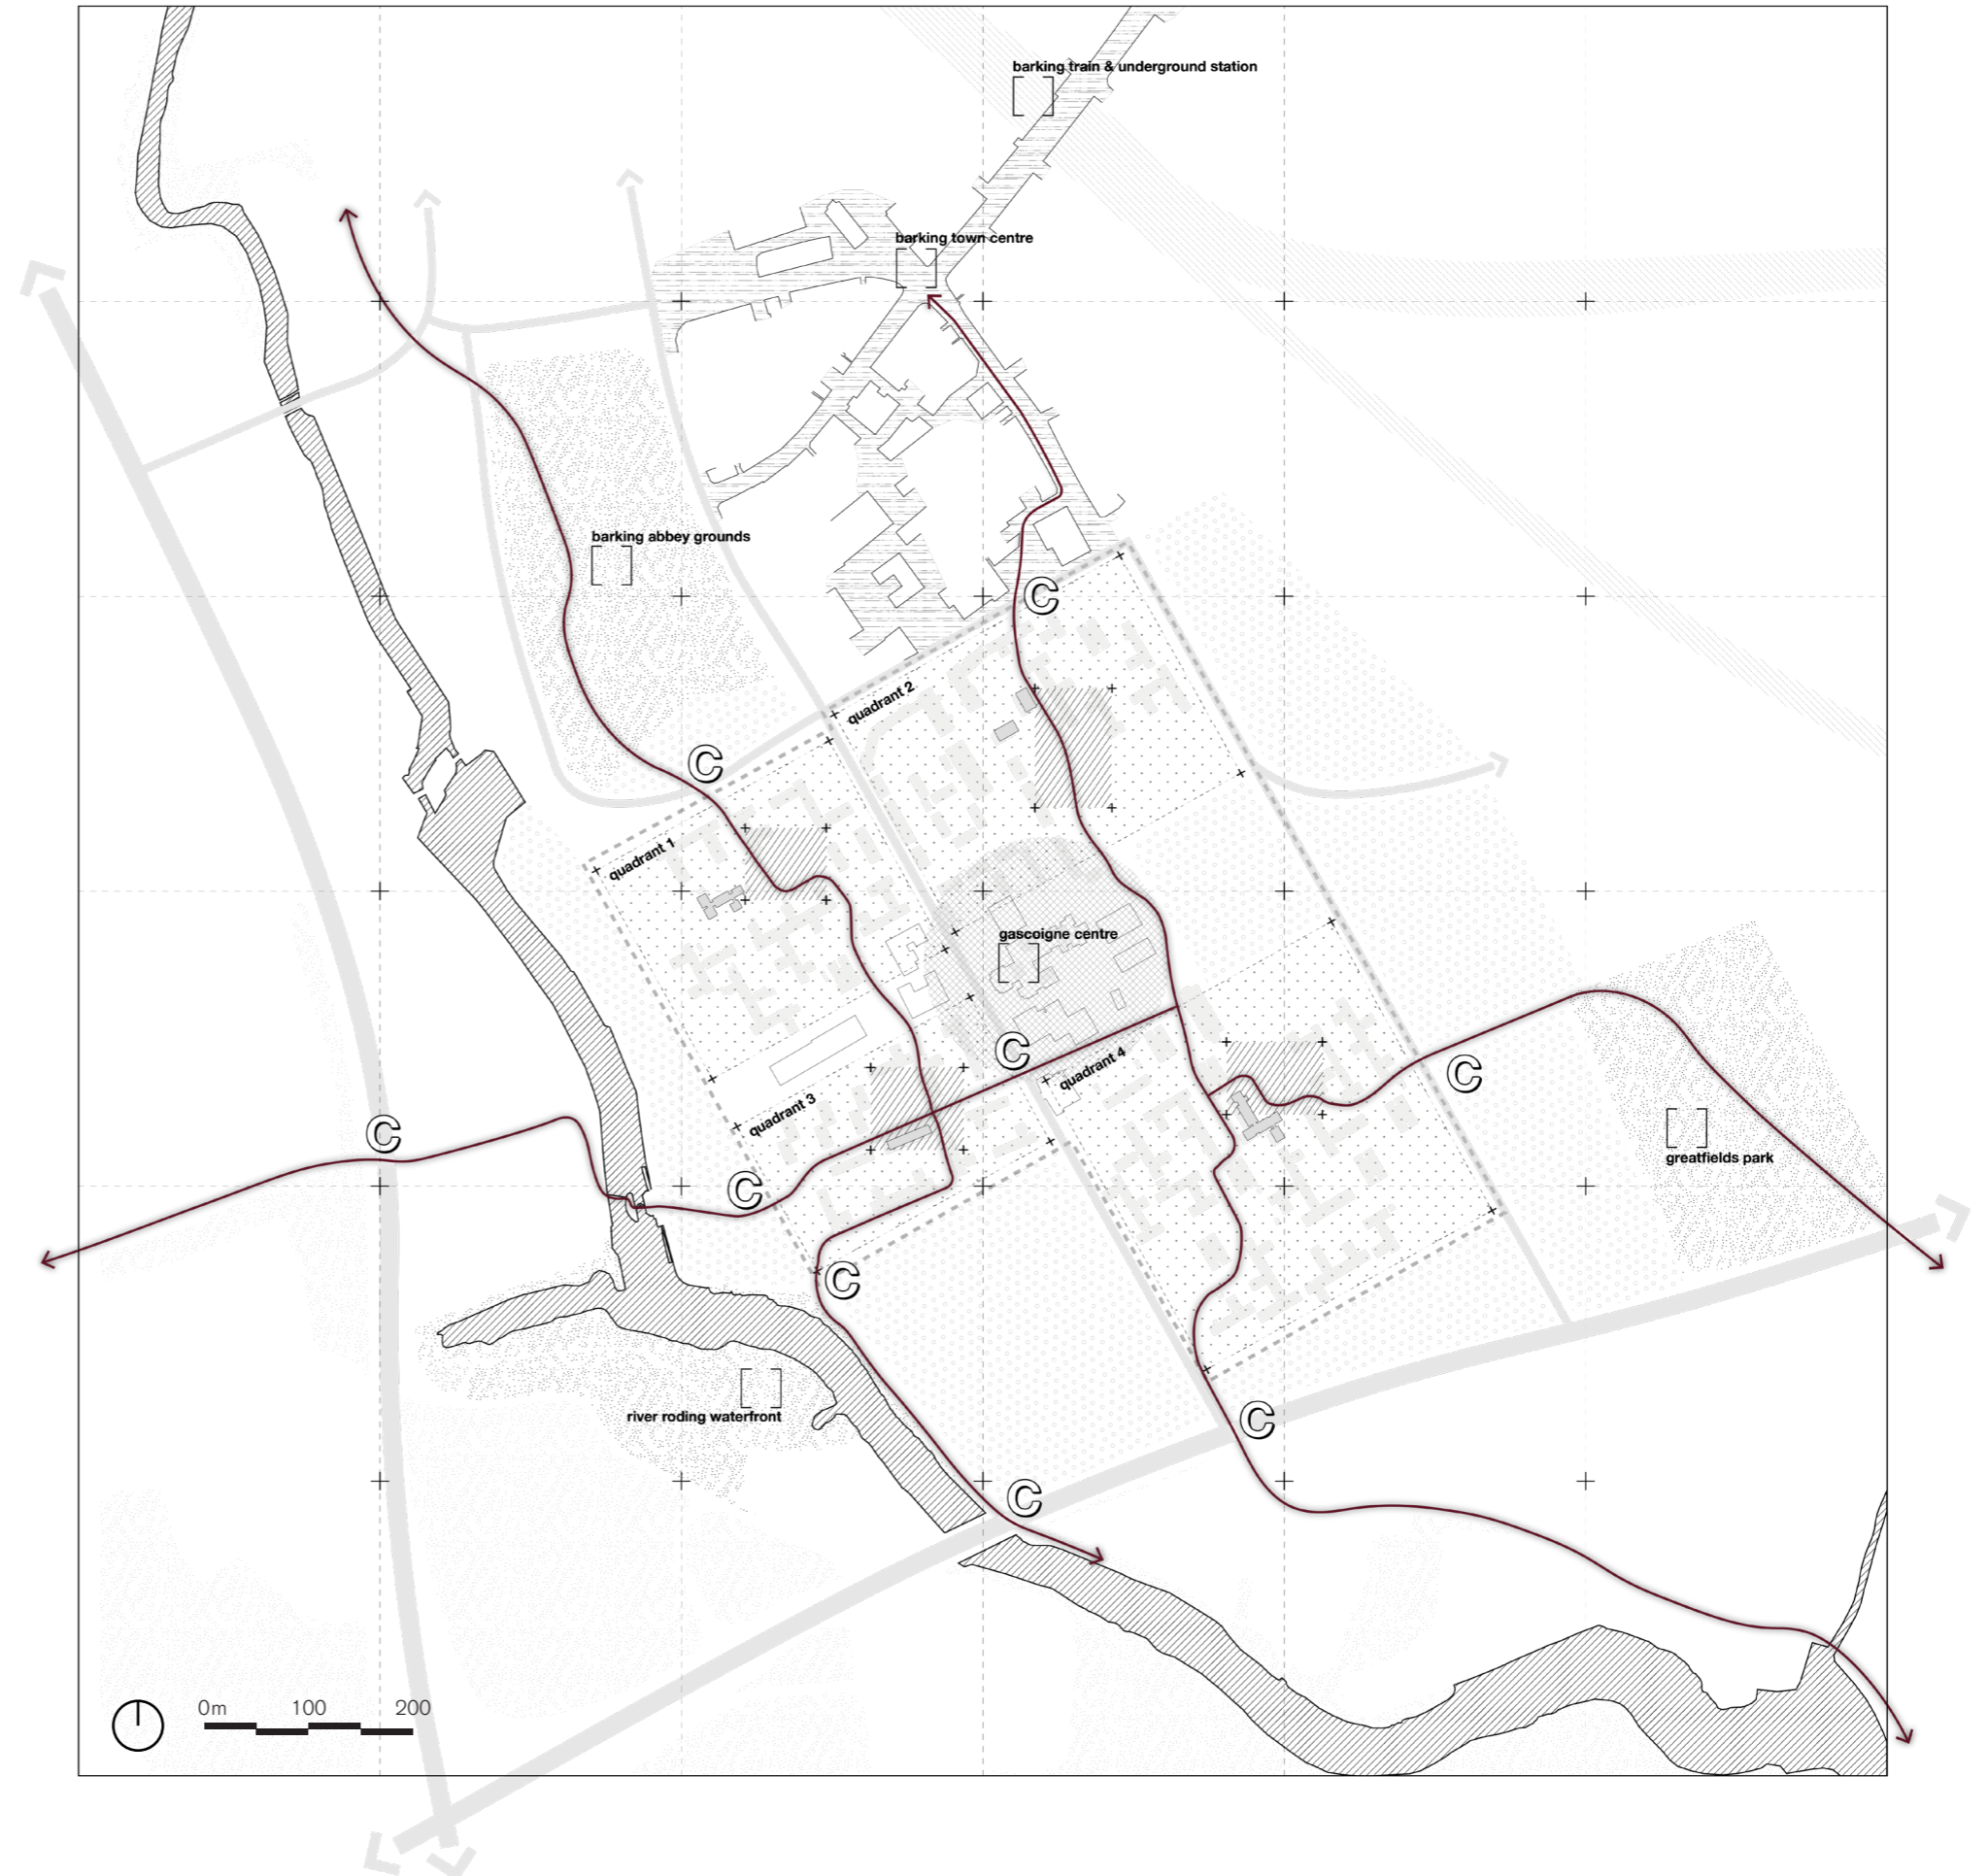 barking train & underground station
barking town centre
barking abbey grounds
C
quadrant 2
C
quadrant 1
gascoigne centre
C
quadrant 4
C
quadrant 3
C
greatfields park
C
C
river roding waterfront
C
C
0m 100 200